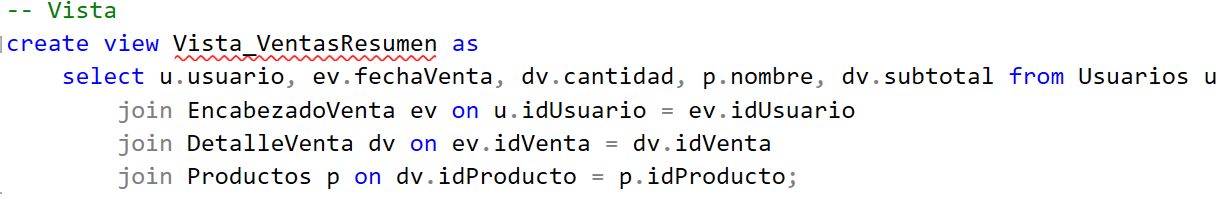 -- Vista
create view Vista_VentasResumen as
select u.usuario, ev.fechaVenta, dv.cantidad, p.nombre, dv.subtotal from Usuarios u
join EncabezadoVenta ev on u.idUsuario = ev.idUsuario
join DetalleVenta dv on ev.idVenta = dv.idVenta
join Productos p on dv.idProducto = p.idProducto;